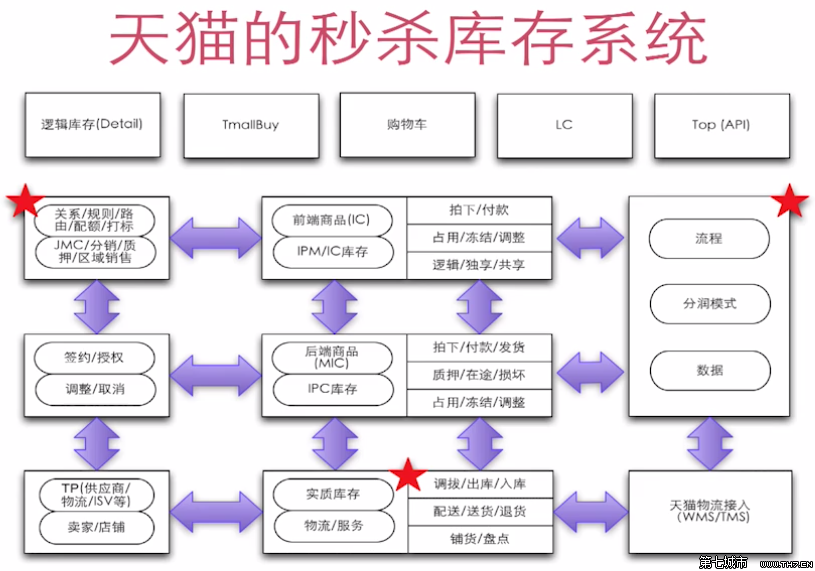 天猫的秒杀库存系统
逻辑库存(Detail)
TmallBuy
购物车
LC
Top (API)
关系/规则/路
由/配额/打标
JMC/分销/质
押/区域销售
前端商品(IC)
IPM/IC库存
拍下/付款
占用/冻结/调整
逻辑/独享/共享
流程
分润模式
数据
签约/授权
调整/取消
后端商品
(MIC)
IPC库存
拍下/付款/发货
质押/在途/损坏
占用/冻结/调整
TP(供应商/
物流/ISV等)
卖家/店铺
实质库存
物流/服务
调拔/出库/入库
配送/送货/退货
铺货/盘点
天猫物流接入
(WMS/TMS)
第七城市 WWW.TH7.CN